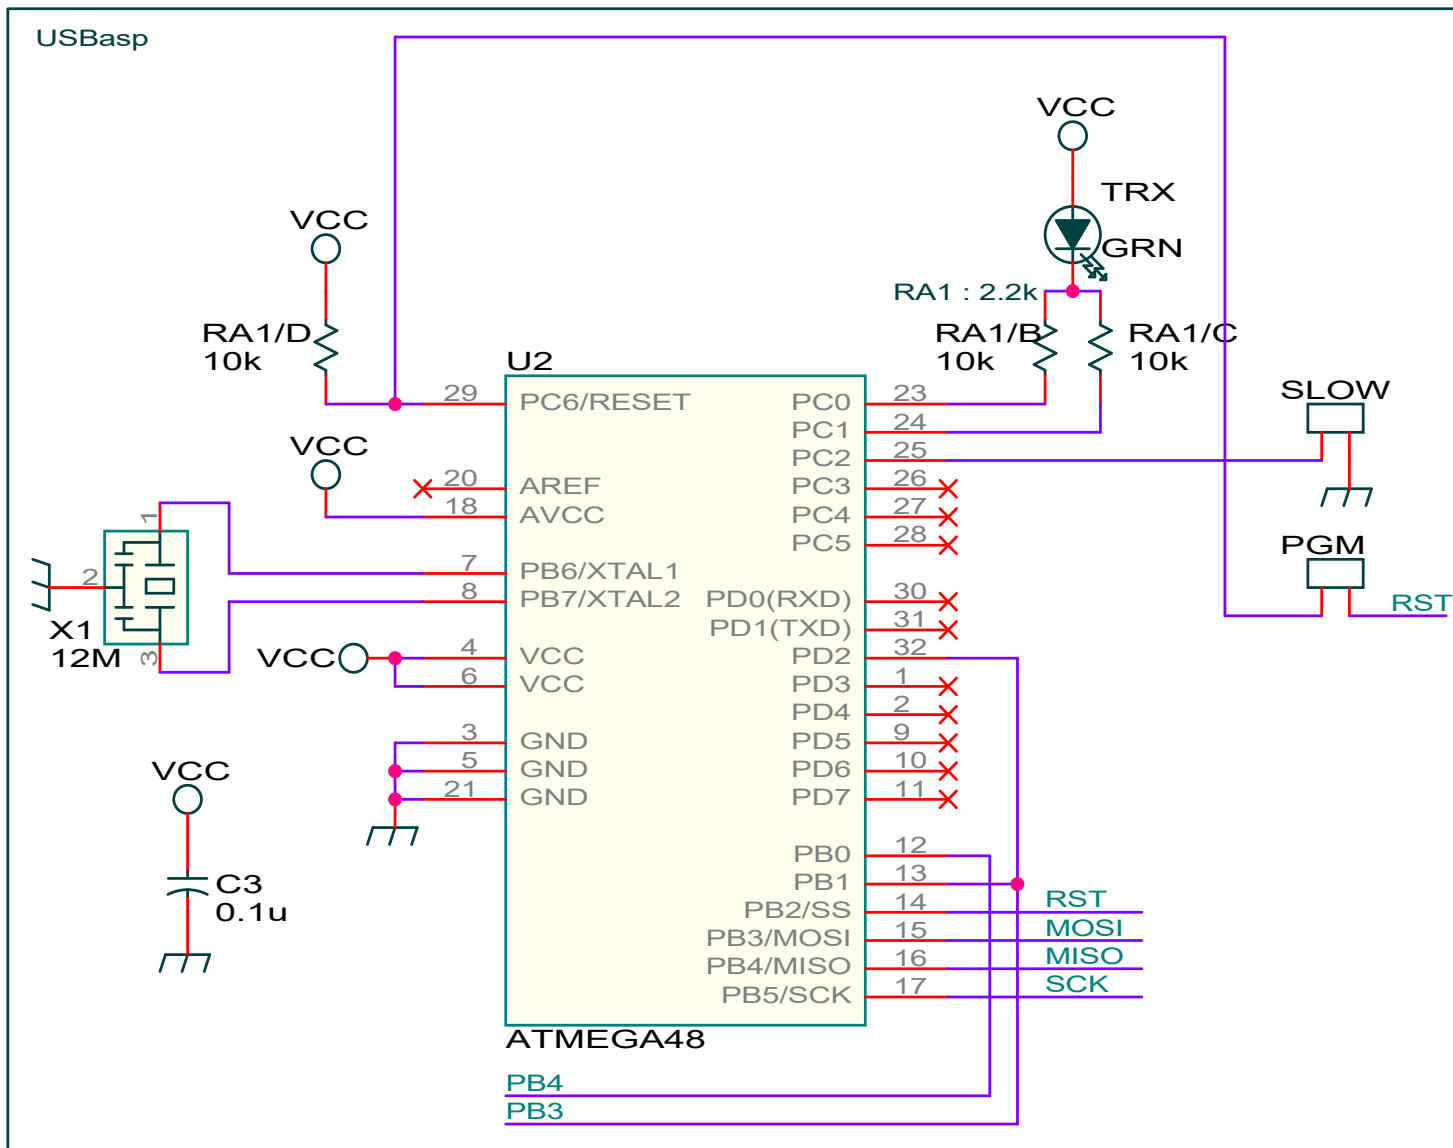 USBasp
VCC
TRX
GRN
VCC
RA1 : 2.2k
RA1/D
10k
RA1/B
10k
RA1/C
10k
U2
29 PC6/RESET
PC0 23
PC1 24
PC2 25
SLOW
VCC
20 AREF
18 AVCC
PC3 26
PC4 27
PC5 28
PGM
RST
1
2
3
X1
12M
7 PB6/XTAL1
8 PB7/XTAL2
PD0(RXD) 30
PD1(TXD) 31
VCC
4 VCC
6 VCC
PD2 32
PD3 1
PD4 2
3 GND
5 GND
21 GND
PD5 9
PD6 10
PD7 11
VCC
C3
0.1u
PB0 12
PB1 13
PB2/SS 14 RST
PB3/MOSI 15 MOSI
PB4/MISO 16 MISO
PB5/SCK 17 SCK
ATMEGA48
PB4
PB3